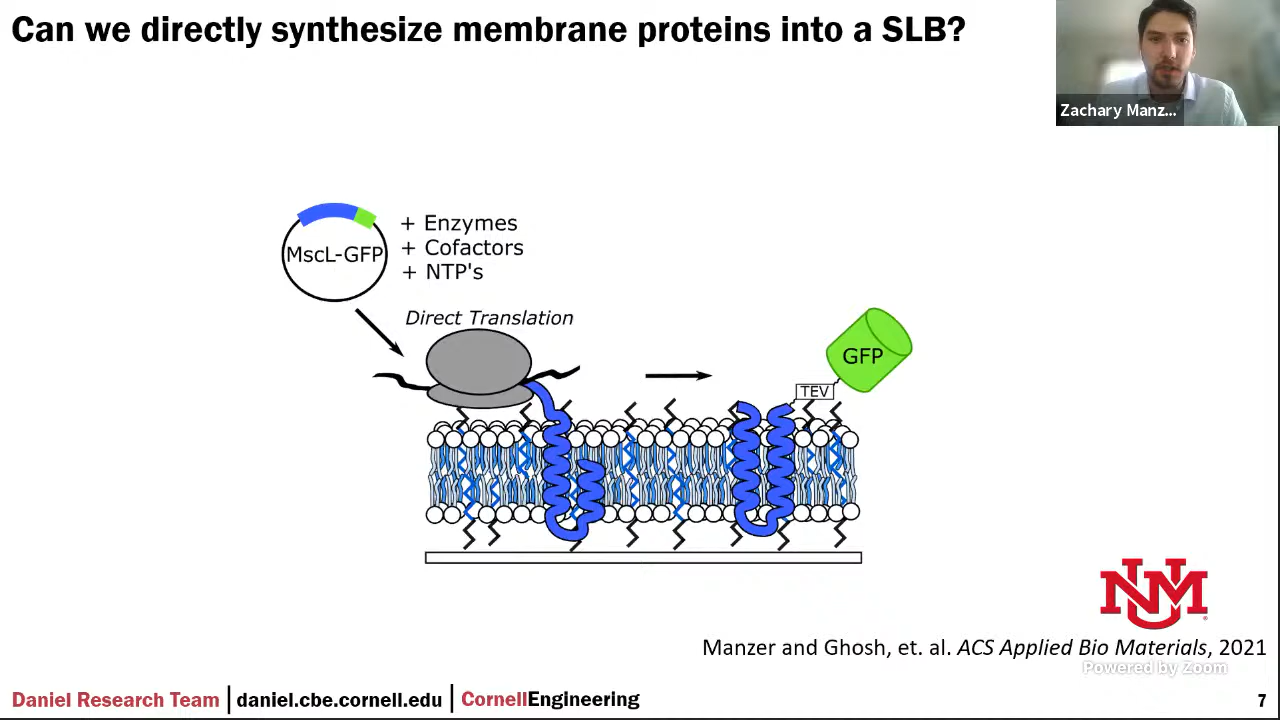 Can we directly synthesize membrane proteins into a SLB?
Zachary Manz...
MscL-GFP
+ Enzymes
+ Cofactors
+ NTP's
Direct Translation
GFP
TEV
UNM
Manzer and Ghosh, et. al. ACS Applied Bio Materials, 2021
Powered by Zoom
Daniel Research Team | daniel.cbe.cornell.edu | CornellEngineering
7